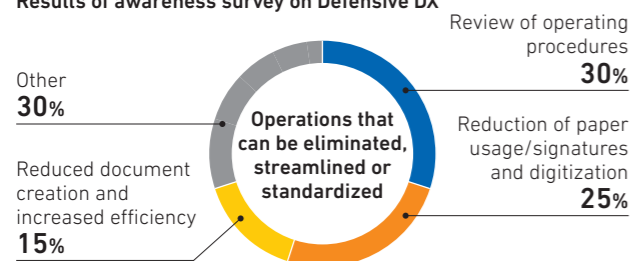 Results of awareness survey on Defensive DX
Review of operating
procedures
30%
Other
30%
Operations that
can be eliminated,
streamlined or
standardized
Reduction of paper
usage/signatures
and digitization
25%
Reduced document
creation and
increased efficiency
15%